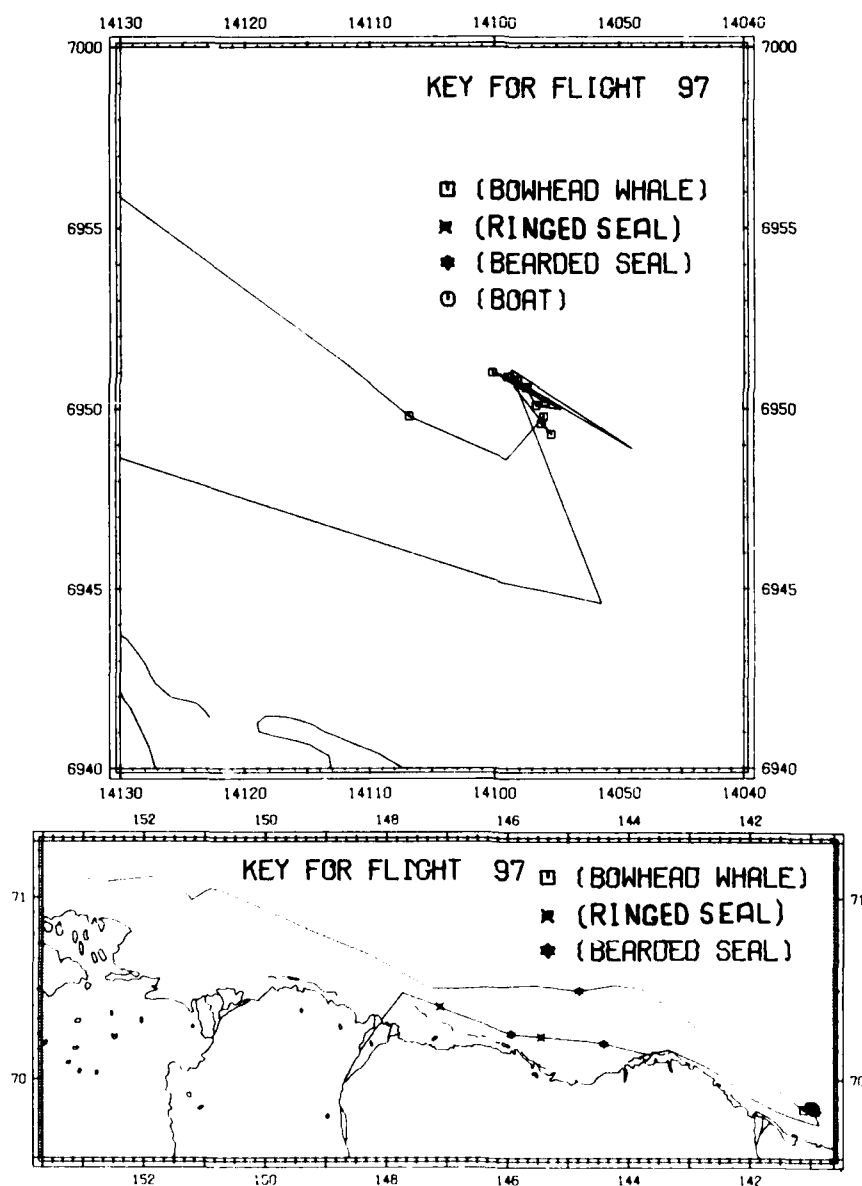 14130 14120 14110 14100 14050 14040
7000 7000
KEY FOR FLIGHT 97
(BOWHEAD WHALE)
(RINGED SEAL)
(BEARDED SEAL)
(BOAT)
6955 6955
6950 6950
6945 6945
6940 6940
14130 14120 14110 14100 14050 14040
152 150 148 146 144 142
KEY FOR FLIGHT 97
(BOWHEAD WHALE)
(RINGED SEAL)
(BEARDED SEAL)
71 71
70 70
152 150 148 146 144 142